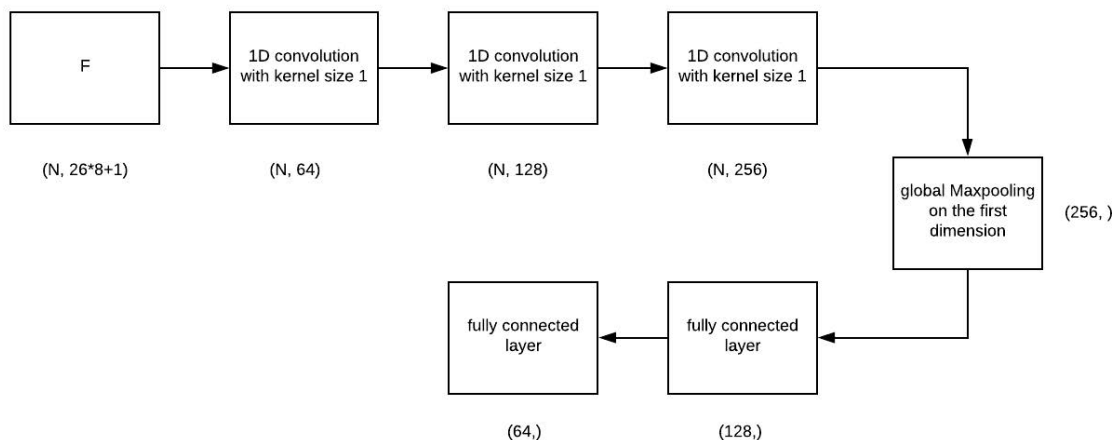 F
1D convolution
with kernel size 1
1D convolution
with kernel size 1
1D convolution
with kernel size 1
(N, 26*8+1)
(N, 64)
(N, 128)
(N, 256)
global Maxpooling
on the first
dimension
(256, )
fully connected
layer
fully connected
layer
(64,)
(128,)